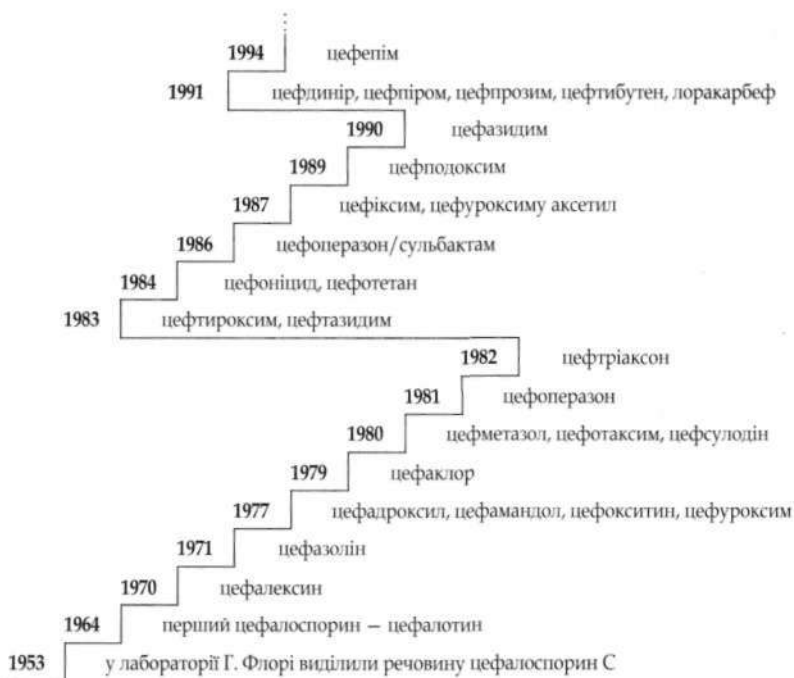 1994 цефепім
1991 цефдинір, цефпіром, цефпрозим, цефтибутен, лоракарбеф
1990 цефазидим
1989 цефподоксим
1987 цефіксим, цефуроксиму аксетил
1986 цефоперазон/сульбактам
1984 цефоніцид, цефотетан
1983 цефтироксим, цефтазидим
1982 цефтріаксон
1981 цефоперазон
1980 цефметазол, цефотаксим, цефсулодін
1979 цефаклор
1977 цефадроксил, цефамандол, цефокситин, цефуроксим
1971 цефазолін
1970 цефалексин
1964 перший цефалоспорин — цефалотин
1953 у лабораторії Г. Флорі виділили речовину цефалоспорин С